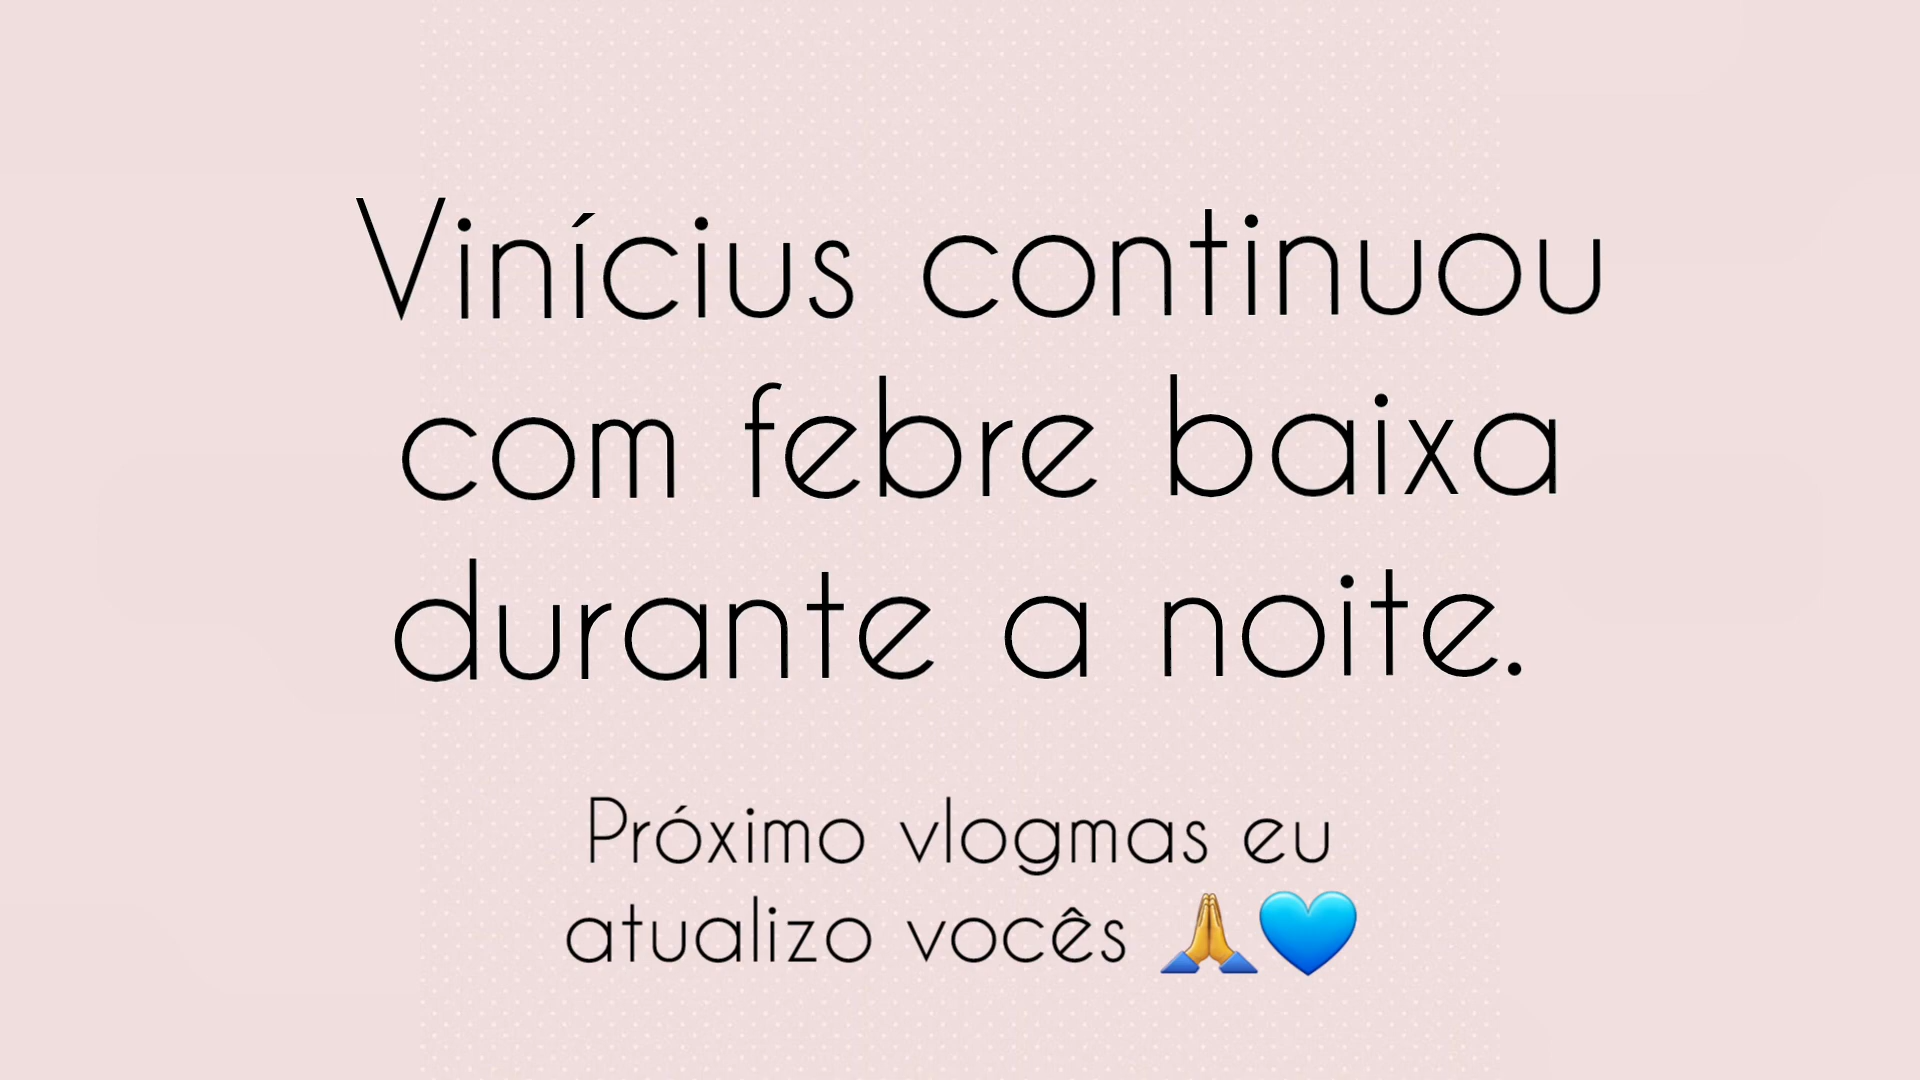 Vinícius continuou
com febre baixa
durante a noite.
Próximo vlogmas eu
atualizo vocês 🙏💙